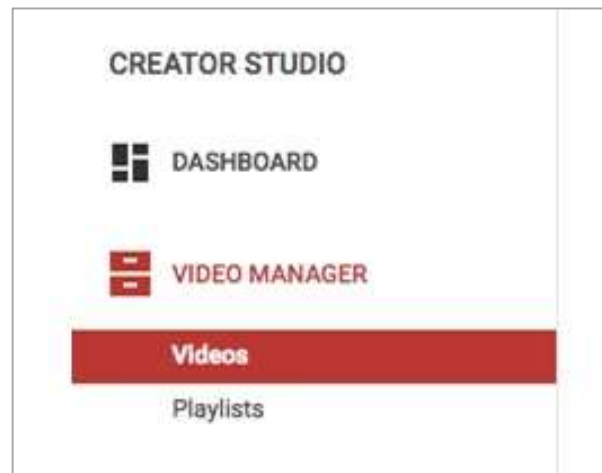 CREATOR STUDIO
DASHBOARD
VIDEO MANAGER
Videos
Playlists